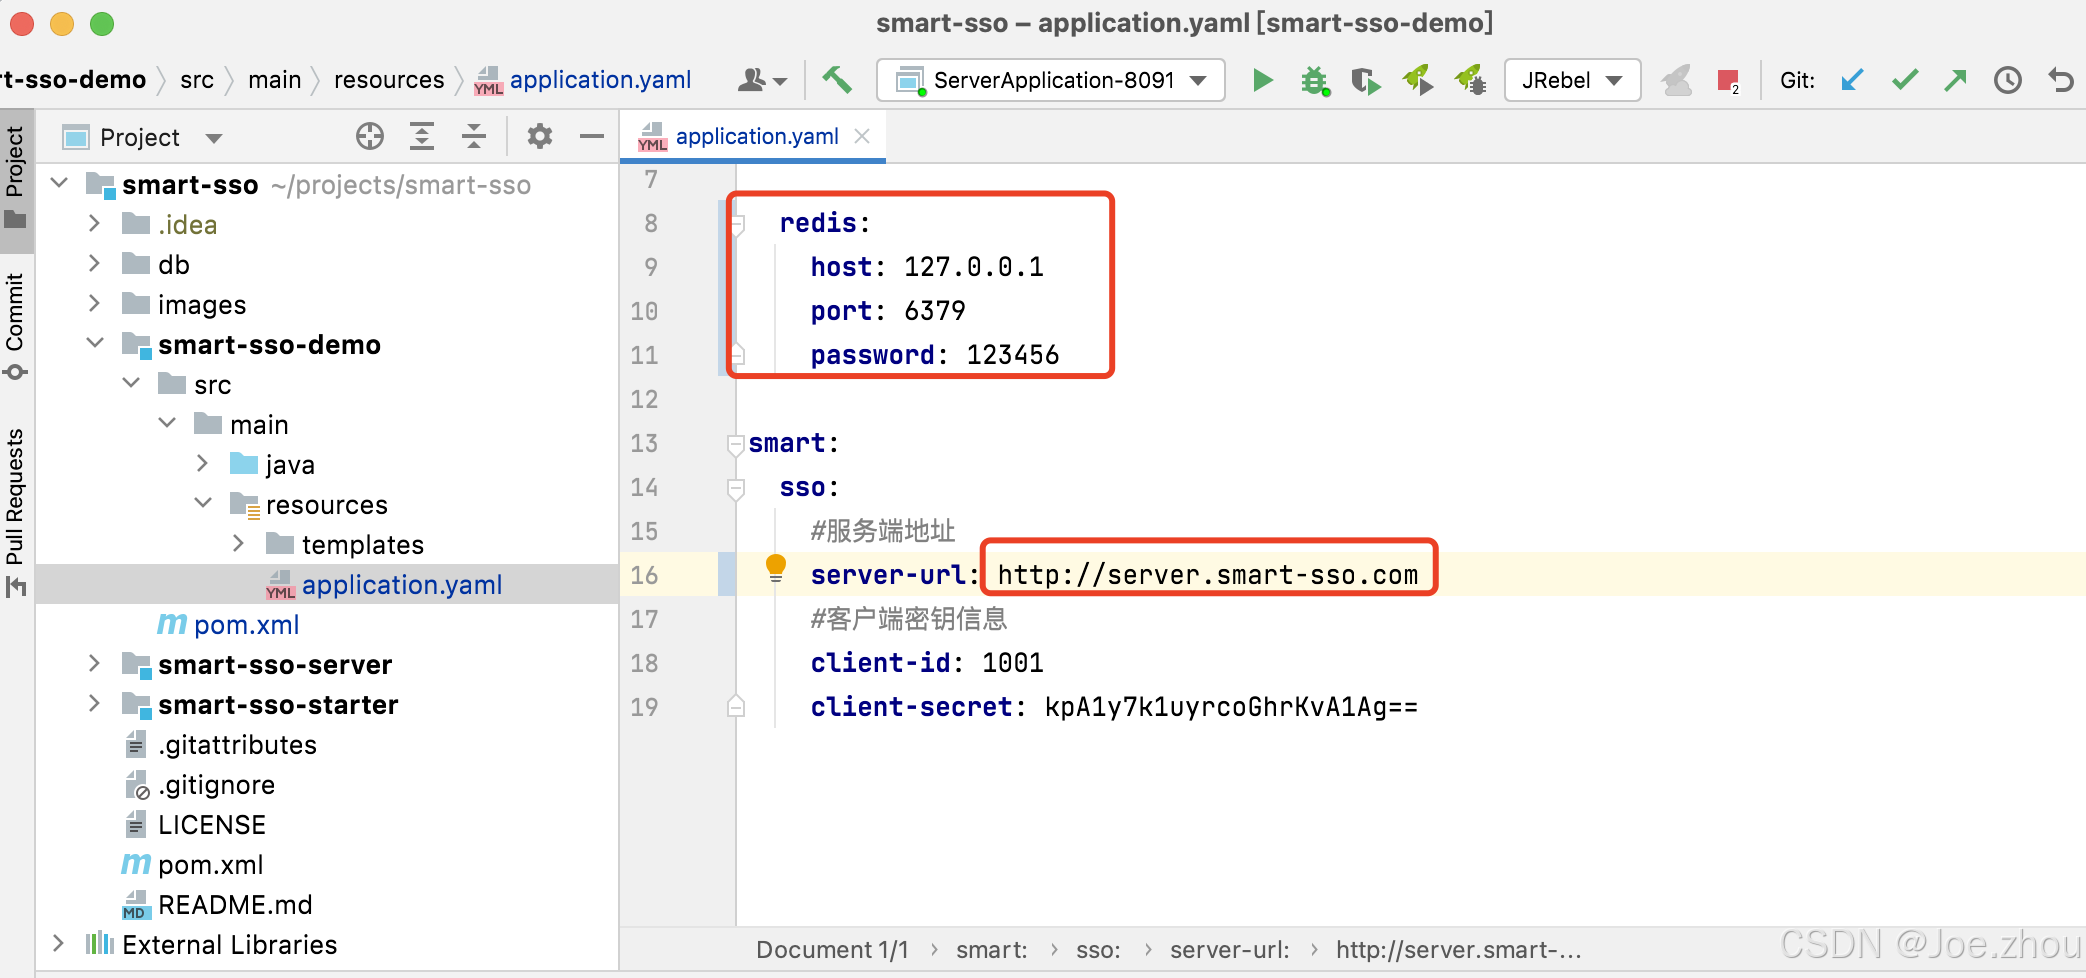 smart-sso – application.yaml [smart-sso-demo]
rt-sso-demo
src
main
resources
YML application.yaml
ServerApplication-8091
JRebel
2
Git:
Project
Commit
Pull Requests
Project
smart-sso ~/projects/smart-sso
.idea
db
images
smart-sso-demo
src
main
java
resources
templates
YML application.yaml
m pom.xml
smart-sso-server
smart-sso-starter
.gitattributes
.gitignore
LICENSE
m pom.xml
MD README.md
External Libraries
YML application.yaml
7
8 redis:
9 host: 127.0.0.1
10 port: 6379
11 password: 123456
12
13 smart:
14 sso:
15 #服务端地址
16 server-url: http://server.smart-sso.com
17 #客户端密钥信息
18 client-id: 1001
19 client-secret: kpA1y7k1uyrcoGhrKvA1Ag==
Document 1/1 › smart: › sso: › server-url: › http://server.smart-...
CSDN @Joe.zhou